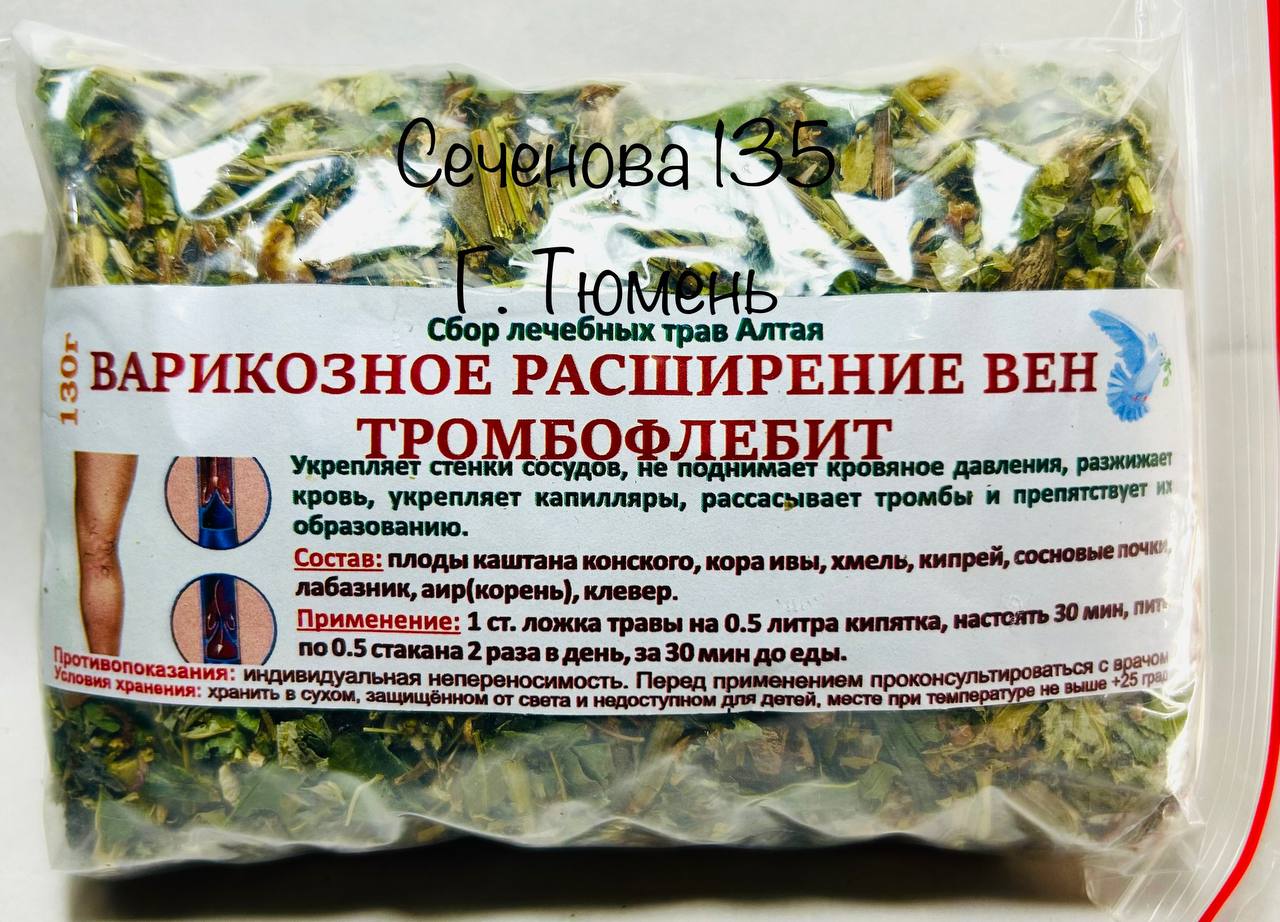 Сеченова 135
Г. Тюмень
Сбор лечебных трав Алтая
130г
ВАРИКОЗНОЕ РАСШИРЕНИЕ ВЕН
ТРОМБОФЛЕБИТ
Укрепляет стенки сосудов, не поднимает кровяное давления, разжижает
кровь, укрепляет капилляры, рассасывает тромбы и препятствует их
образованию.
Состав: плоды каштана конского, кора ивы, хмель, кипрей, сосновые почки,
лабазник, аир(корень), клевер.
Применение: 1 ст. ложка травы на 0.5 литра кипятка, настоять 30 мин, пить
по 0.5 стакана 2 раза в день, за 30 мин до еды.
Противопоказания: индивидуальная непереносимость. Перед применением проконсультироваться с врачом
Условия хранения: хранить в сухом, защищённом от света и недоступном для детей, месте при температуре не выше +25 град